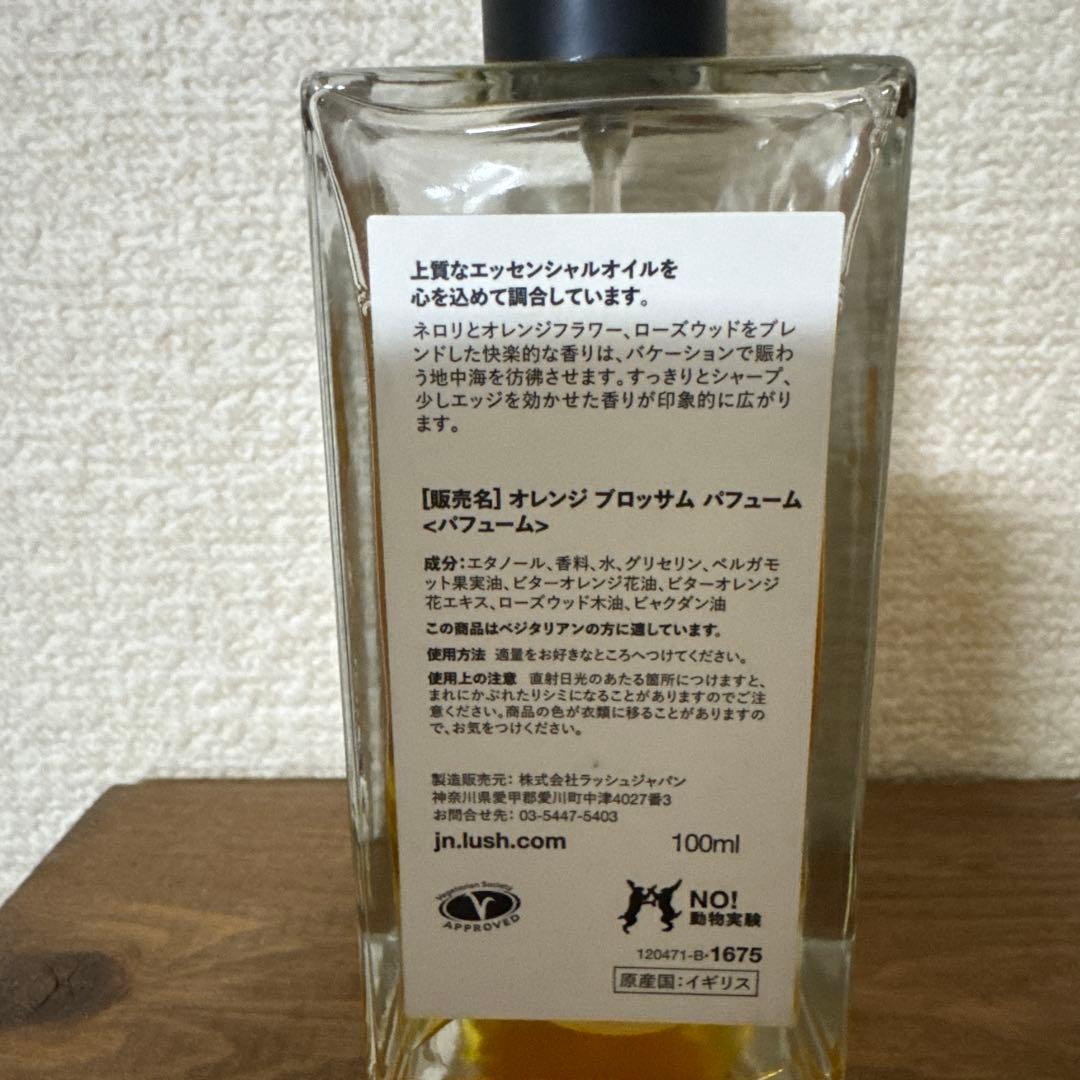 上質なエッセンシャルオイルを
心を込めて調合しています。
ネロリとオレンジフラワー、ローズウッドをブレ
ンドした快楽的な香りは、バケーションで賑わ
う地中海を彷彿させます。すっきりとシャープ、
少しエッジを効かせた香りが印象的に広がり
ます。
[販売名] オレンジ ブロッサム パフューム
<パフューム>
成分：エタノール、香料、水、グリセリン、ベルガモ
ット果実油、ビターオレンジ花油、ビターオレンジ
花エキス、ローズウッド木油、ビャクダン油
この商品はベジタリアンの方に適しています。
使用方法 適量をお好きなところへつけてください。
使用上の注意 直射日光のあたる箇所につけますと、
まれにかぶれたりシミになることがありますのでご注
意ください。商品の色が衣類に移ることがありますの
で、お気をつけください。
製造販売元： 株式会社ラッシュジャパン
神奈川県愛甲郡愛川町中津4027番3
お問合せ先： 03-5447-5403
jn.lush.com 100ml
Vegetarian Society
APPROVED
NO!
動物実験
120471-B・1675
原産国：イギリス